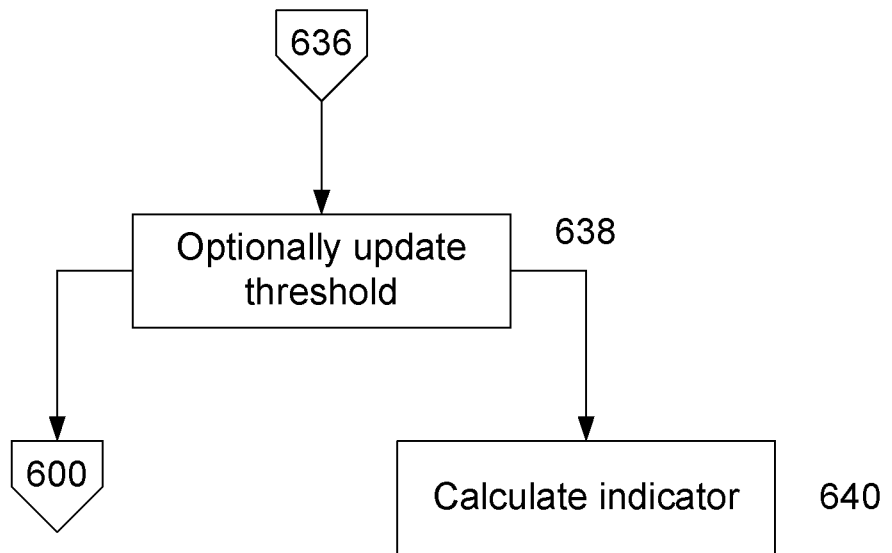 636
Optionally update
threshold
638
600
Calculate indicator
640